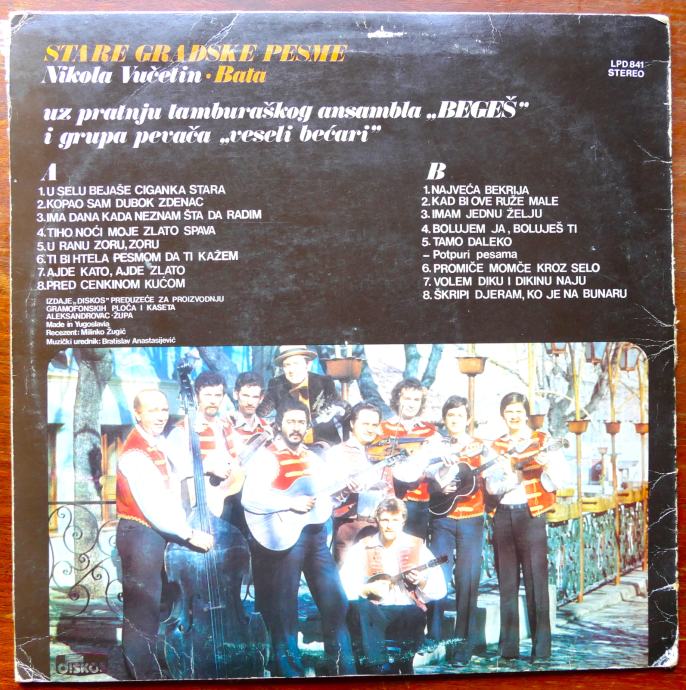 STARE GRADSKE PESME
Nikola Vučetin · Bata
LPD 841
STEREO
uz pratnju tamburaškog ansambla „BEGEŠ"
i grupa pevača „veseli bećari"
A
1. U SELU BEJAŠE CIGANKA STARA
2. KOPAO SAM DUBOK ZDENAC
3. IMA DANA KADA NEZNAM ŠTA DA RADIM
4. TIHO NOĆI MOJE ZLATO SPAVA
5. U RANU ZORU, ZORU
6. TI BI HTELA PESMOM DA TI KAŽEM
7. AJDE KATO, AJDE ZLATO
8. PRED CENKINOM KUĆOM
IZDAJE „DISKOS" PREDUZEĆE ZA PROIZVODNJU
GRAMOFONSKIH PLOČA I KASETA
ALEKSANDROVAC-ŽUPA
Made in Yugoslavia
Recezent: Milinko Žugić
Muzički urednik: Bratislav Anastasijević
B
1. NAJVEĆA BEKRIJA
2. KAD BI OVE RUŽE MALE
3. IMAM JEDNU ŽELJU
4. BOLUJEM JA, BOLUJEŠ TI
5. TAMO DALEKO
– Potpuri pesama
6. PROMIČE MOMČE KROZ SELO
7. VOLEM DIKU I DIKINU NAJU
8. ŠKRIPI DJERAM, KO JE NA BUNARU
DISKOS